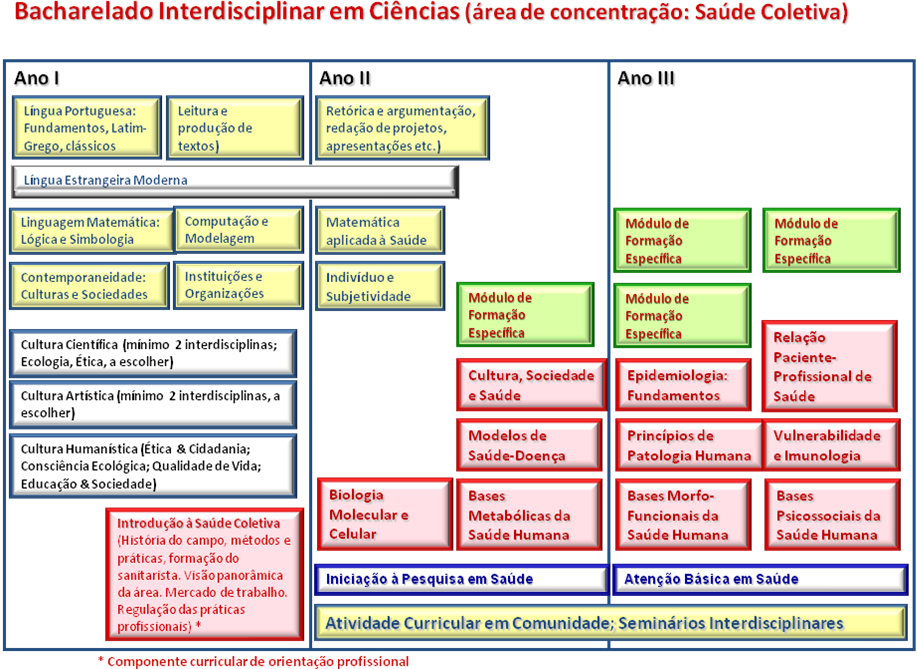 Bacharelado Interdisciplinar em Ciências (área de concentração: Saúde Coletiva)
Ano I
Ano II
Ano III
Língua Portuguesa:
Fundamentos, Latim-
Grego, clássicos
Leitura e
produção de
textos)
Retórica e argumentação,
redação de projetos,
apresentações etc.)
Língua Estrangeira Moderna
Linguagem Matemática:
Lógica e Simbologia
Computação e
Modelagem
Matemática
aplicada à Saúde
Módulo de
Formação
Específica
Módulo de
Formação
Específica
Contemporaneidade:
Culturas e Sociedades
Instituições e
Organizações
Indivíduo e
Subjetividade
Módulo de
Formação
Específica
Módulo de
Formação
Específica
Cultura Científica (mínimo 2 interdisciplinas;
Ecologia, Ética, a escolher)
Relação
Paciente-
Profissional de
Saúde
Cultura, Sociedade
e Saúde
Epidemiologia:
Fundamentos
Cultura Artística (mínimo 2 interdisciplinas, a
escolher)
Modelos de
Saúde-Doença
Princípios de
Patologia Humana
Vulnerabilidade
e Imunologia
Cultura Humanística (Ética & Cidadania;
Consciência Ecológica; Qualidade de Vida;
Educação & Sociedade)
Biologia
Molecular e
Celular
Bases
Metabólicas da
Saúde Humana
Bases Morfo-
Funcionais da
Saúde Humana
Bases
Psicossociais da
Saúde Humana
Introdução à Saúde Coletiva
(História do campo, métodos e
práticas, formação do
sanitarista. Visão panorâmica
da área. Mercado de trabalho.
Regulação das práticas
profissionais) *
Iniciação à Pesquisa em Saúde
Atenção Básica em Saúde
Atividade Curricular em Comunidade; Seminários Interdisciplinares
* Componente curricular de orientação profissional